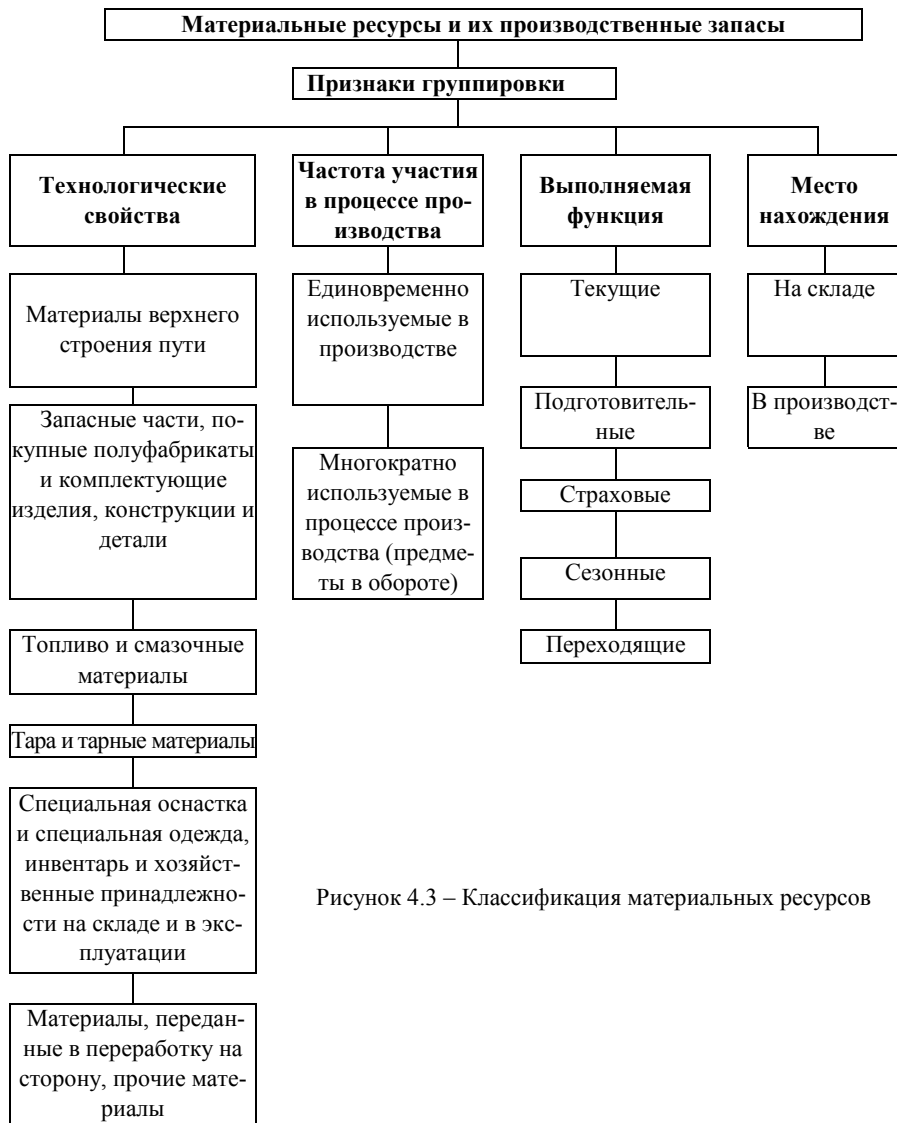 Материальные ресурсы и их производственные запасы
Признаки группировки
Технологические
свойства
Материалы верхнего
строения пути
Запасные части, по-
купные полуфабрикаты
и комплектующие
изделия, конструкции и
детали
Топливо и смазочные
материалы
Тара и тарные материалы
Специальная оснастка
и специальная одежда,
инвентарь и хозяйст-
венные принадлежно-
сти на складе и в экс-
плуатации
Материалы, передан-
ные в переработку на
сторону, прочие мате-
риалы
Частота участия
в процессе про-
изводства
Единовременно
используемые в
производстве
Многократно
используемые в
процессе произ-
водства (предме-
ты в обороте)
Выполняемая
функция
Текущие
Подготовитель-
ные
Страховые
Сезонные
Переходящие
Место
нахождения
На складе
В производст-
ве
Рисунок 4.3 – Классификация материальных ресурсов